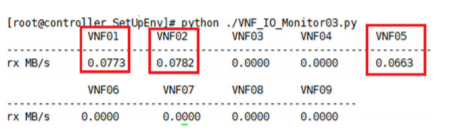 [root@controller SetUpEnv]# python ./VNF_IO_Monitor03.py
VNF01 VNF02 VNF03 VNF04 VNF05
rx MB/s 0.0773 0.0782 0.0000 0.0000 0.0663
VNF06 VNF07 VNF08 VNF09
rx MB/s 0.0000 0.0000 0.0000 0.0000